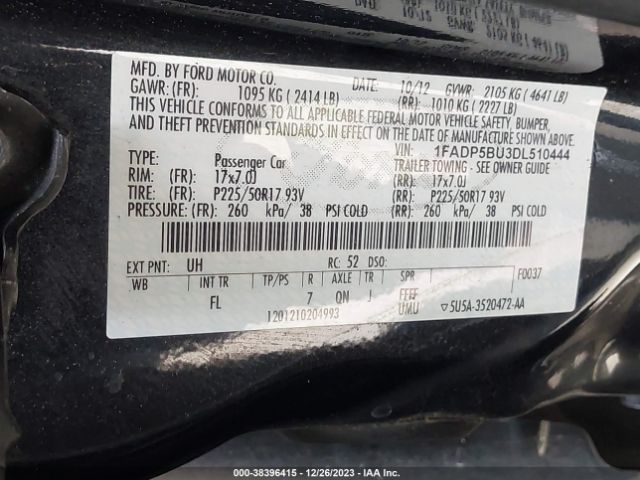 MFD. BY FORD MOTOR CO. DATE: 10/12 GVWR: 2105 KG ( 4641 LB)
GAWR: (FR): 1095 KG ( 2414 LB) (RR): 1010 KG ( 2227 LB)
THIS VEHICLE CONFORMS TO ALL APPLICABLE FEDERAL MOTOR VEHICLE SAFETY, BUMPER,
AND THEFT PREVENTION STANDARDS IN EFFECT ON THE DATE OF MANUFACTURE SHOWN ABOVE.
VIN: 1FADP5BU3DL510444
TYPE: Passenger Car TRAILER TOWING - SEE OWNER GUIDE
RIM: (FR): 17x7.0J (RR): 17x7.0J
TIRE: (FR): P225/50R17 93V (RR): P225/50R17 93V
PRESSURE: (FR): 260 kPa/ 38 PSI COLD (RR): 260 kPa/ 38 PSI COLD
EXT PNT: UH RC: 52 DSO: F0037
WB INT TR TP/PS R AXLE TR SPR
FL 7 QN J FEEF
1201210204993 UMU ▽5U5A-3520472-AA
000-38396415 - 12/26/2023 - IAA Inc.